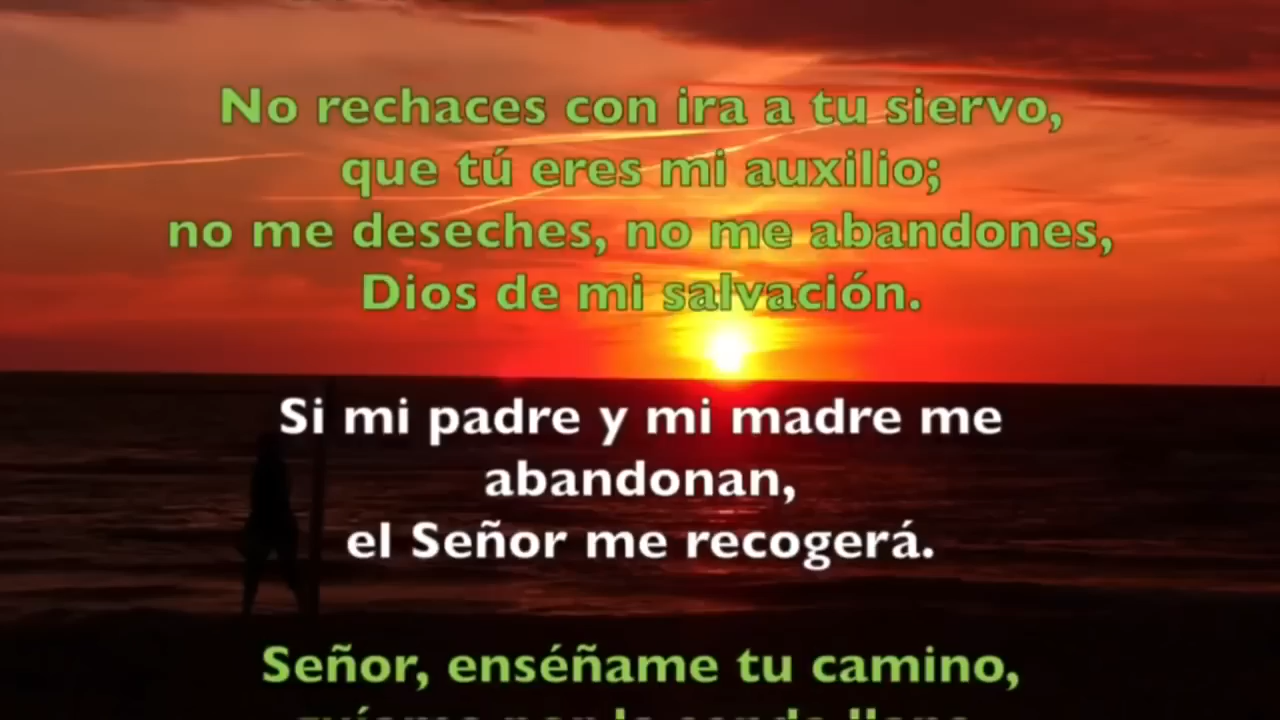 No rechaces con ira a tu siervo,
que tú eres mi auxilio;
no me deseches, no me abandones,
Dios de mi salvación.
Si mi padre y mi madre me
abandonan,
el Señor me recogerá.
Señor, enséñame tu camino,